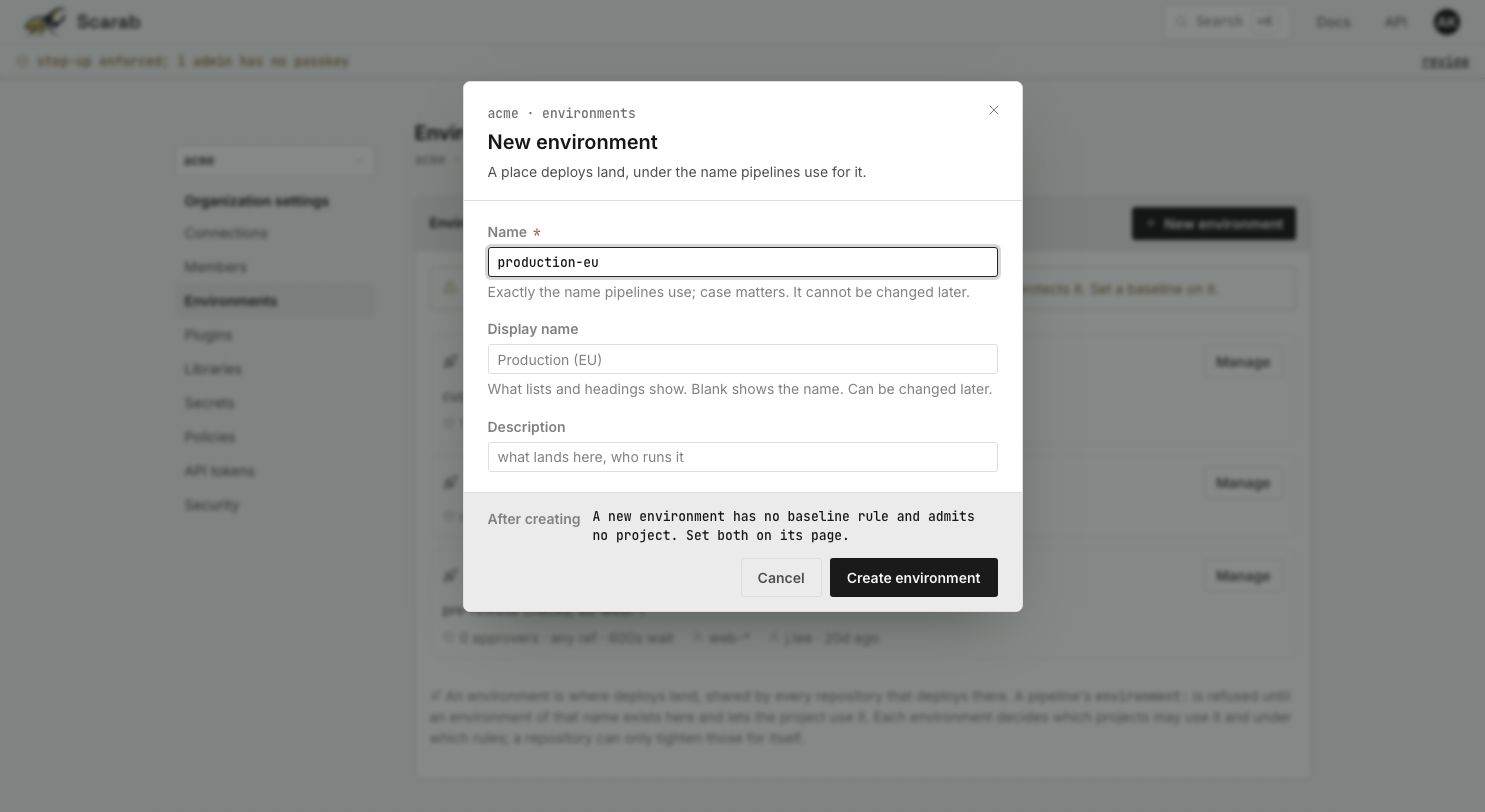 Scarab
Search ⌘K
Docs
API
AK
step-up enforced; 1 admin has no passkey
review
acme
Organization settings
Connections
Members
Environments
Plugins
Libraries
Secrets
Policies
API tokens
Security
acme · environments
New environment
A place deploys land, under the name pipelines use for it.
Name *
production-eu
Exactly the name pipelines use; case matters. It cannot be changed later.
Display name
Production (EU)
What lists and headings show. Blank shows the name. Can be changed later.
Description
what lands here, who runs it
After creating
A new environment has no baseline rule and admits
no project. Set both on its page.
Cancel
Create environment
acme
+ New environment
it. Set a baseline on it.
Manage
Manage
Manage
0 approvers · any ref · 600s wait web-* j.lee · 20d ago
An environment is where deploys land, shared by every repository that deploys there. A pipeline's environment: is refused until
an environment of that name exists here and lets the project use it. Each environment decides which projects may use it and under
which rules; a repository can only tighten those for itself.